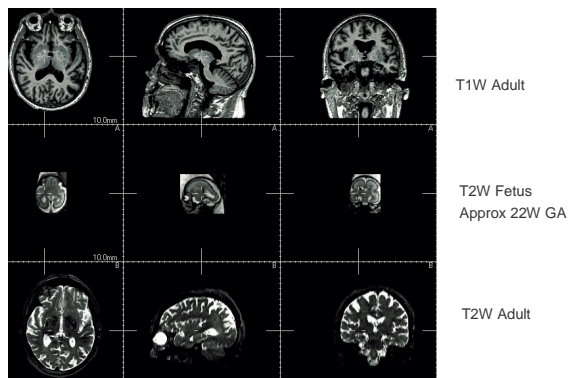 T1W Adult
10.0mm
A
A
T2W Fetus
Approx 22W GA
10.0mm
B
B
T2W Adult